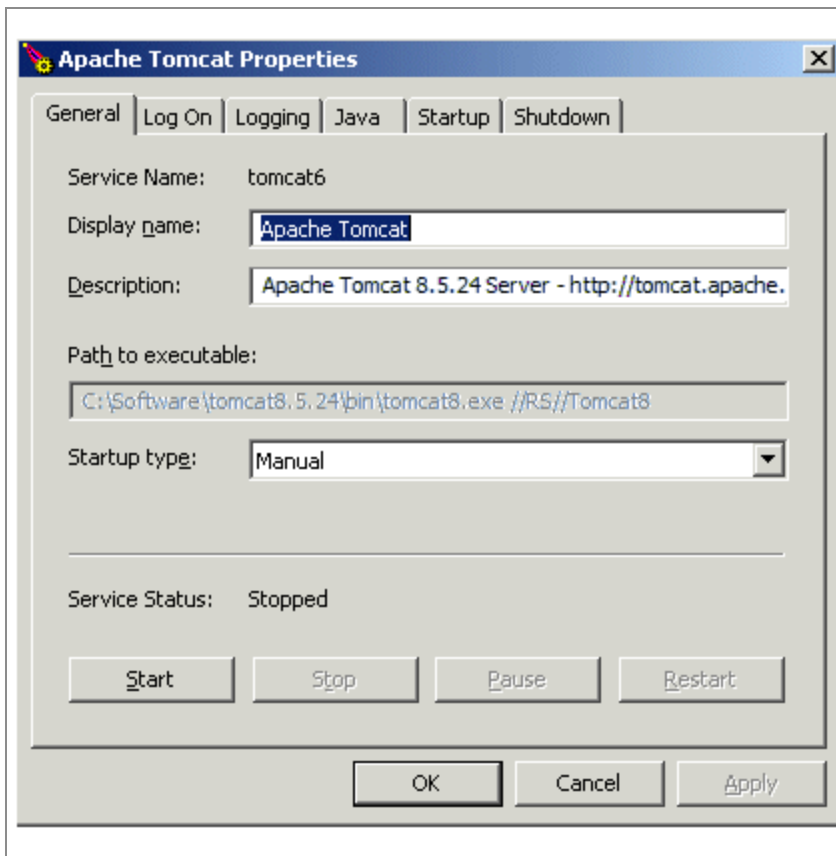 Apache Tomcat Properties
General Log On Logging Java Startup Shutdown
Service Name: tomcat6
Display name: Apache Tomcat
Description: Apache Tomcat 8.5.24 Server - http://tomcat.apache.
Path to executable:
C:\Software\tomcat8.5.24\bin\tomcat8.exe //RS//Tomcat8
Startup type: Manual
Service Status: Stopped
Start Stop Pause Restart
OK Cancel Apply